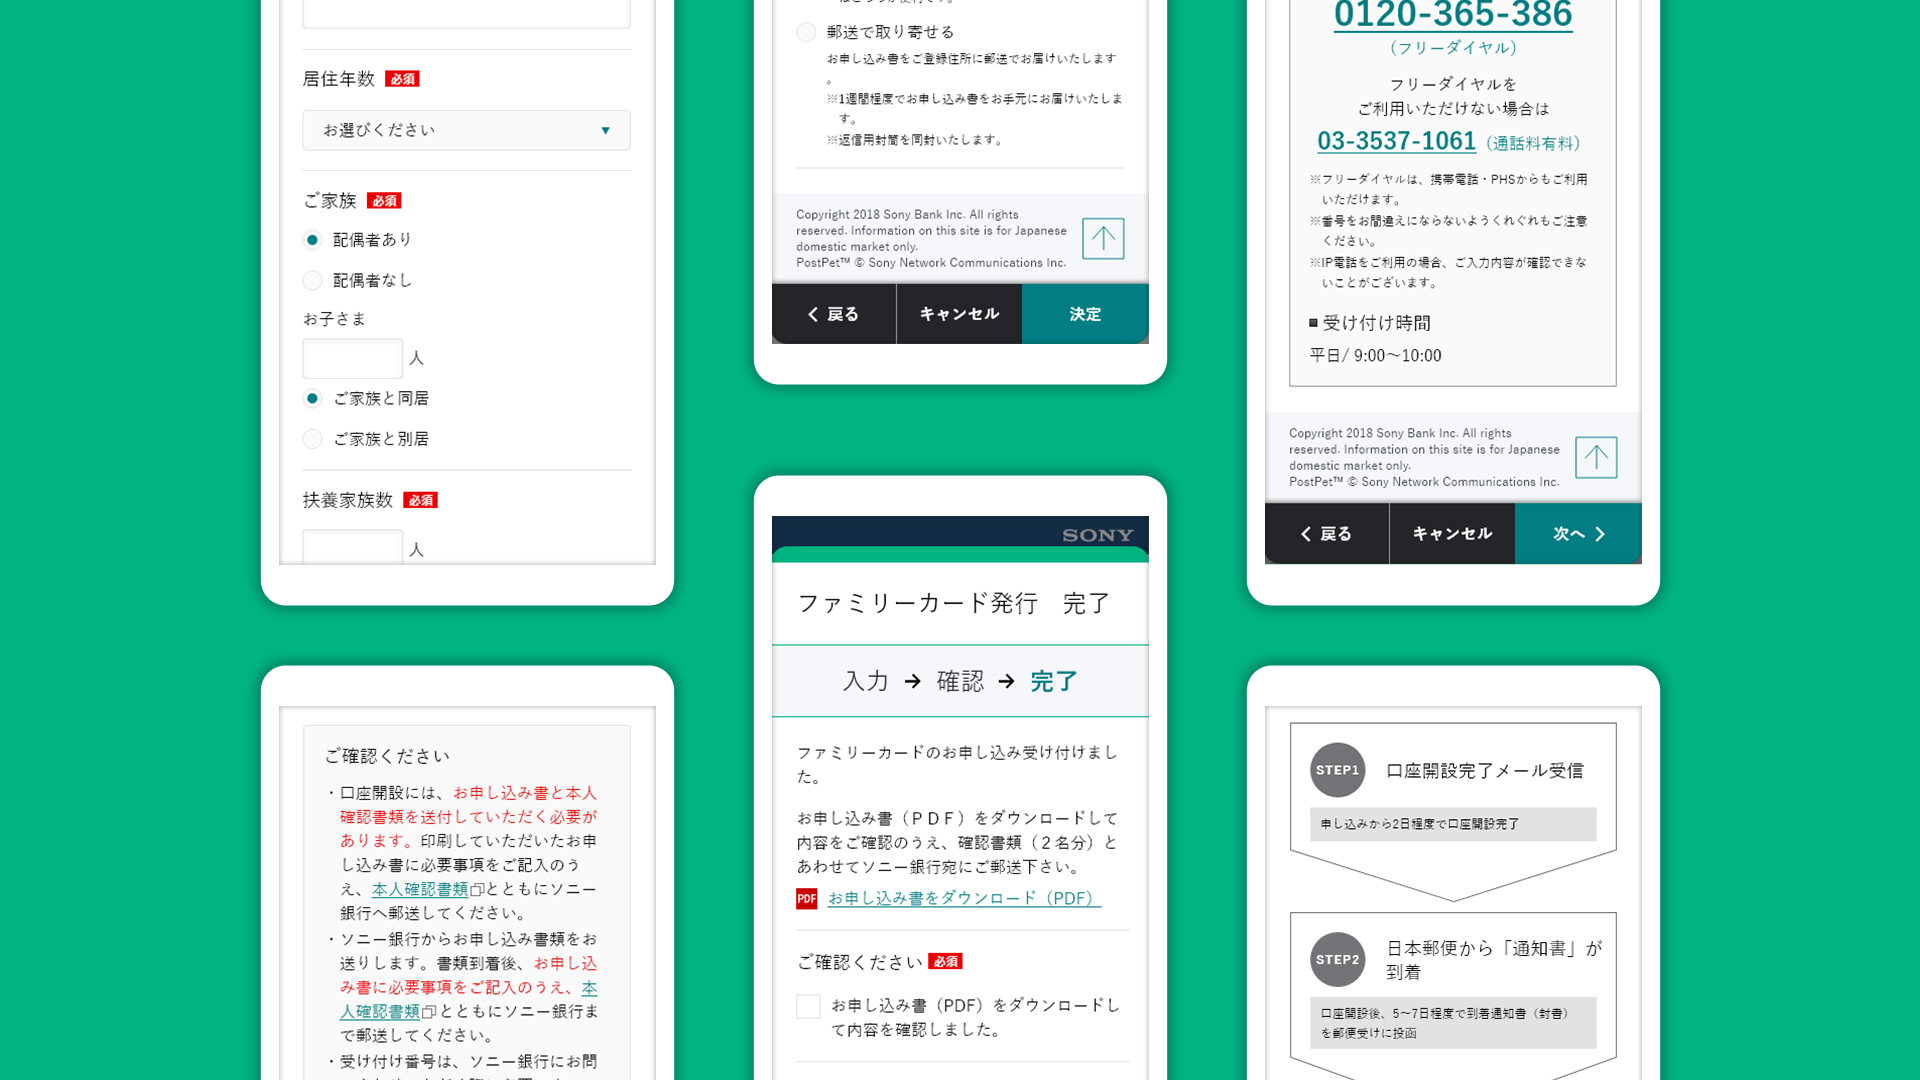 居住年数 必須
お選びください ▼
ご家族 必須
配偶者あり
配偶者なし
お子さま
人
ご家族と同居
ご家族と別居
扶養家族数 必須
人
ご確認ください
・口座開設には、お申し込み書と本人
確認書類を送付していただく必要が
あります。印刷していただいたお申
し込み書に必要事項をご記入のう
え、本人確認書類とともにソニー
銀行へ郵送してください。
・ソニー銀行からお申し込み書類をお
送りします。書類到着後、お申し込
み書に必要事項をご記入のうえ、本
人確認書類とともにソニー銀行ま
で郵送してください。
・受け付け番号は、ソニー銀行にお問
郵送で取り寄せる
お申し込み書をご登録住所に郵送でお届けいたします
。
※1週間程度でお申し込み書をお手元にお届けいたしま
す。
※返信用封筒を同封いたします。
Copyright 2018 Sony Bank Inc. All rights
reserved. Information on this site is for Japanese
domestic market only.
PostPet™ © Sony Network Communications Inc.
戻る キャンセル 決定
SONY
ファミリーカード発行　完了
入力 → 確認 → 完了
ファミリーカードのお申し込み受け付けまし
た。
お申し込み書（ＰＤＦ）をダウンロードして
内容をご確認のうえ、確認書類（２名分）と
あわせてソニー銀行宛にご郵送下さい。
PDF お申し込み書をダウンロード（PDF）
ご確認ください 必須
お申し込み書（PDF）をダウンロードし
て内容を確認しました。
0120-365-386
（フリーダイヤル）
フリーダイヤルを
ご利用いただけない場合は
03-3537-1061（通話料有料）
※フリーダイヤルは、携帯電話・PHSからもご利用
いただけます。
※番号をお間違えにならないようくれぐれもご注意
ください。
※IP電話をご利用の場合、ご入力内容が確認できな
いことがございます。
■ 受け付け時間
平日/ 9:00〜10:00
Copyright 2018 Sony Bank Inc. All rights
reserved. Information on this site is for Japanese
domestic market only.
PostPet™ © Sony Network Communications Inc.
戻る キャンセル 次へ
STEP1 口座開設完了メール受信
申し込みから2日程度で口座開設完了
STEP2 日本郵便から「通知書」が
到着
口座開設後、5〜7日程度で到着通知書（封書）
を郵便受けに投函